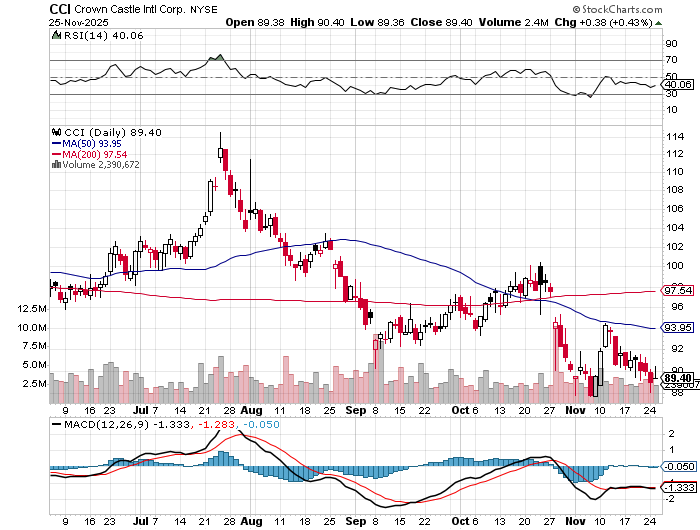 CCI Crown Castle Intl Corp. NYSE
© StockCharts.com
25-Nov-2025
Open 89.38 High 90.40 Low 89.36 Close 89.40 Volume 2.4M Chg +0.38 (+0.43%)
RSI(14) 40.06
90
70
50
40.06
30
10
CCI (Daily) 89.40
MA(50) 93.95
MA(200) 97.54
Volume 2,390,672
114
112
110
108
106
104
102
100
97.54
96
93.95
92
90
89.40
88
12.5M
10.0M
7.5M
5.0M
2.5M
9 16 23 Jul 7 14 21 28 Aug 11 18 25 Sep 8 15 22 Oct 6 13 20 27 Nov 10 17 24
MACD(12,26,9) -1.333, -1.283, -0.050
2
1
-0.050
-1.333
-2
9 16 23 Jul 7 14 21 28 Aug 11 18 25 Sep 8 15 22 Oct 6 13 20 27 Nov 10 17 24